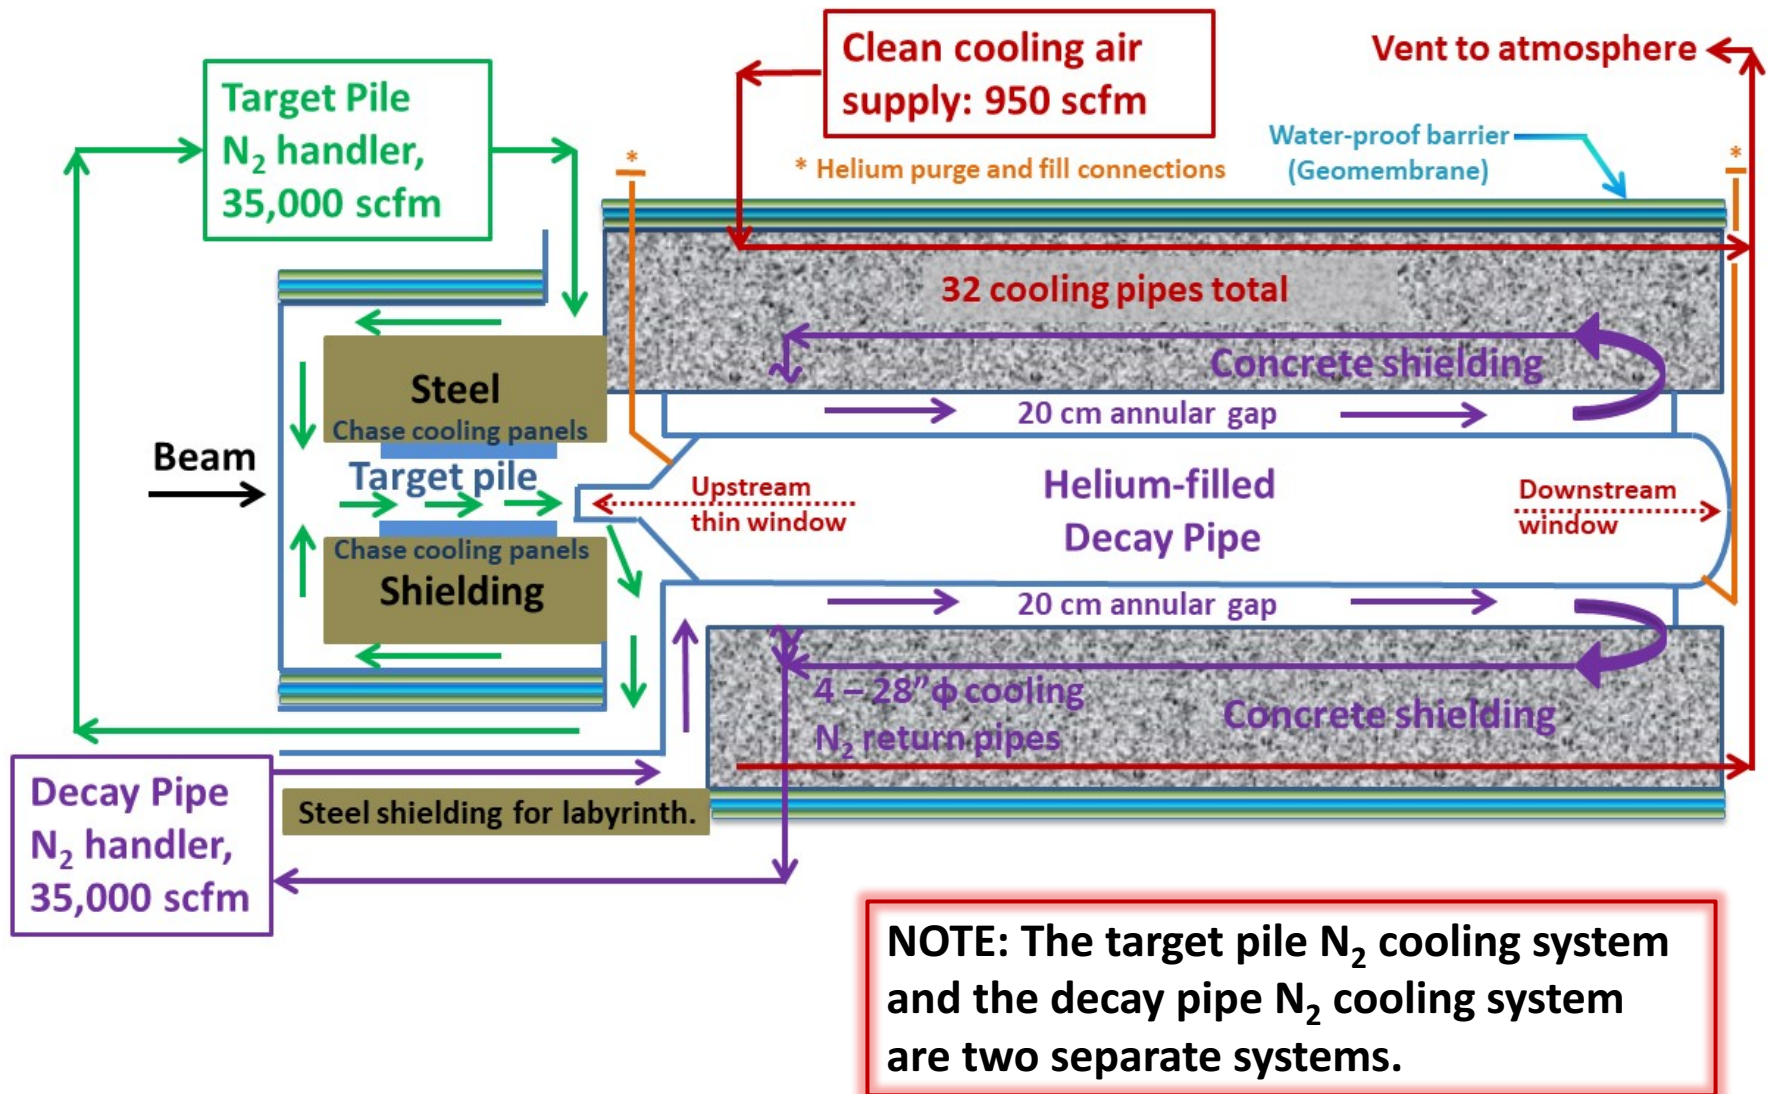 Target Pile
N₂ handler,
35,000 scfm
Clean cooling air
supply: 950 scfm
Vent to atmosphere
*
* Helium purge and fill connections
Water-proof barrier
(Geomembrane)
*
32 cooling pipes total
Concrete shielding
Steel
Chase cooling panels
20 cm annular gap
Beam
Target pile
Upstream
thin window
Helium-filled
Decay Pipe
Downstream
window
Chase cooling panels
Shielding
20 cm annular gap
4 – 28”ϕ cooling
N₂ return pipes
Concrete shielding
Decay Pipe
N₂ handler,
35,000 scfm
Steel shielding for labyrinth.
NOTE: The target pile N₂ cooling system
and the decay pipe N₂ cooling system
are two separate systems.